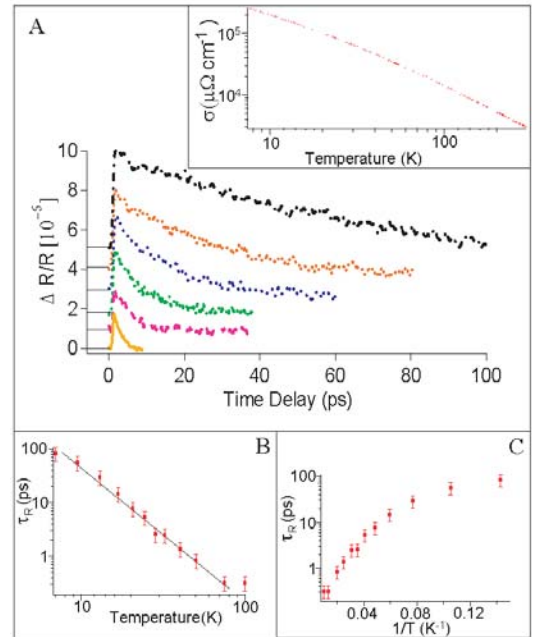 A
σ(μΩ cm⁻¹)
10⁵
10⁴
10 100
Temperature (K)
Δ R/R [10⁻⁵]
10
8
6
4
2
0
0 20 40 60 80 100
Time Delay (ps)
B
τR (ps)
100
10
1
10 100
Temperature(K)
C
τR (ps)
100
10
1
0.04 0.08 0.12
1/T (K⁻¹)